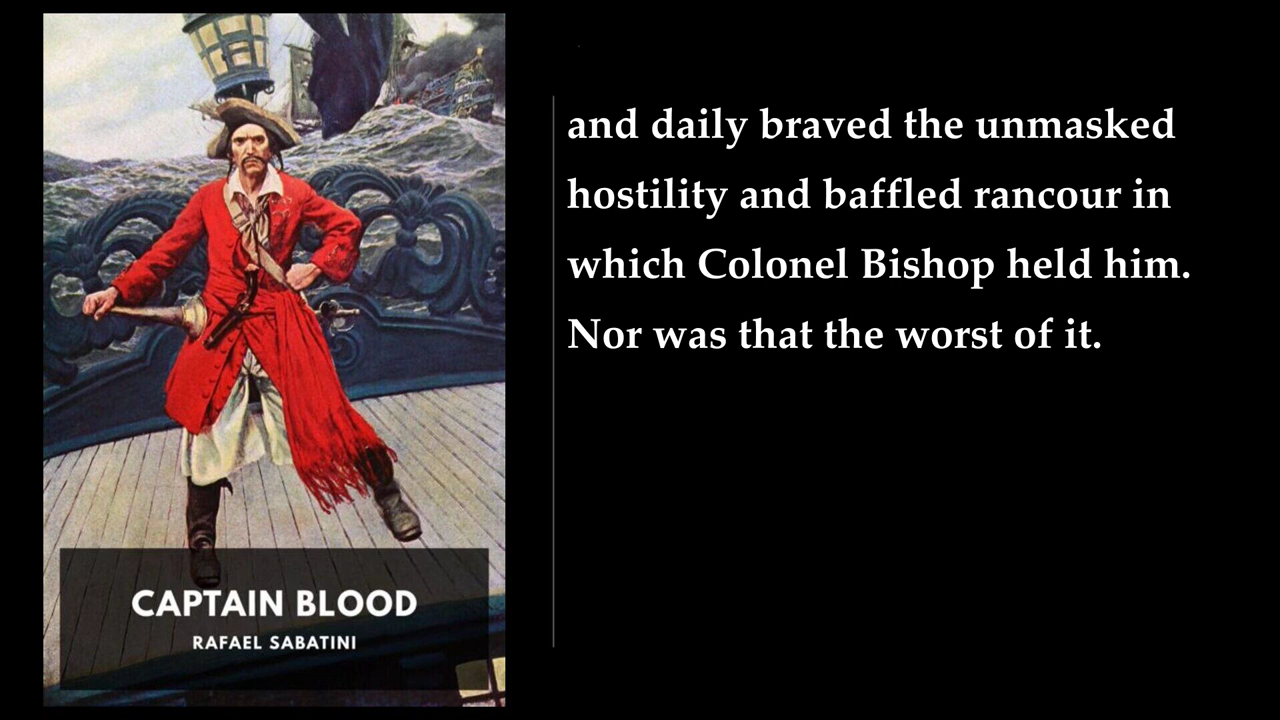 and daily braved the unmasked
hostility and baffled rancour in
which Colonel Bishop held him.
Nor was that the worst of it.
CAPTAIN BLOOD
RAFAEL SABATINI